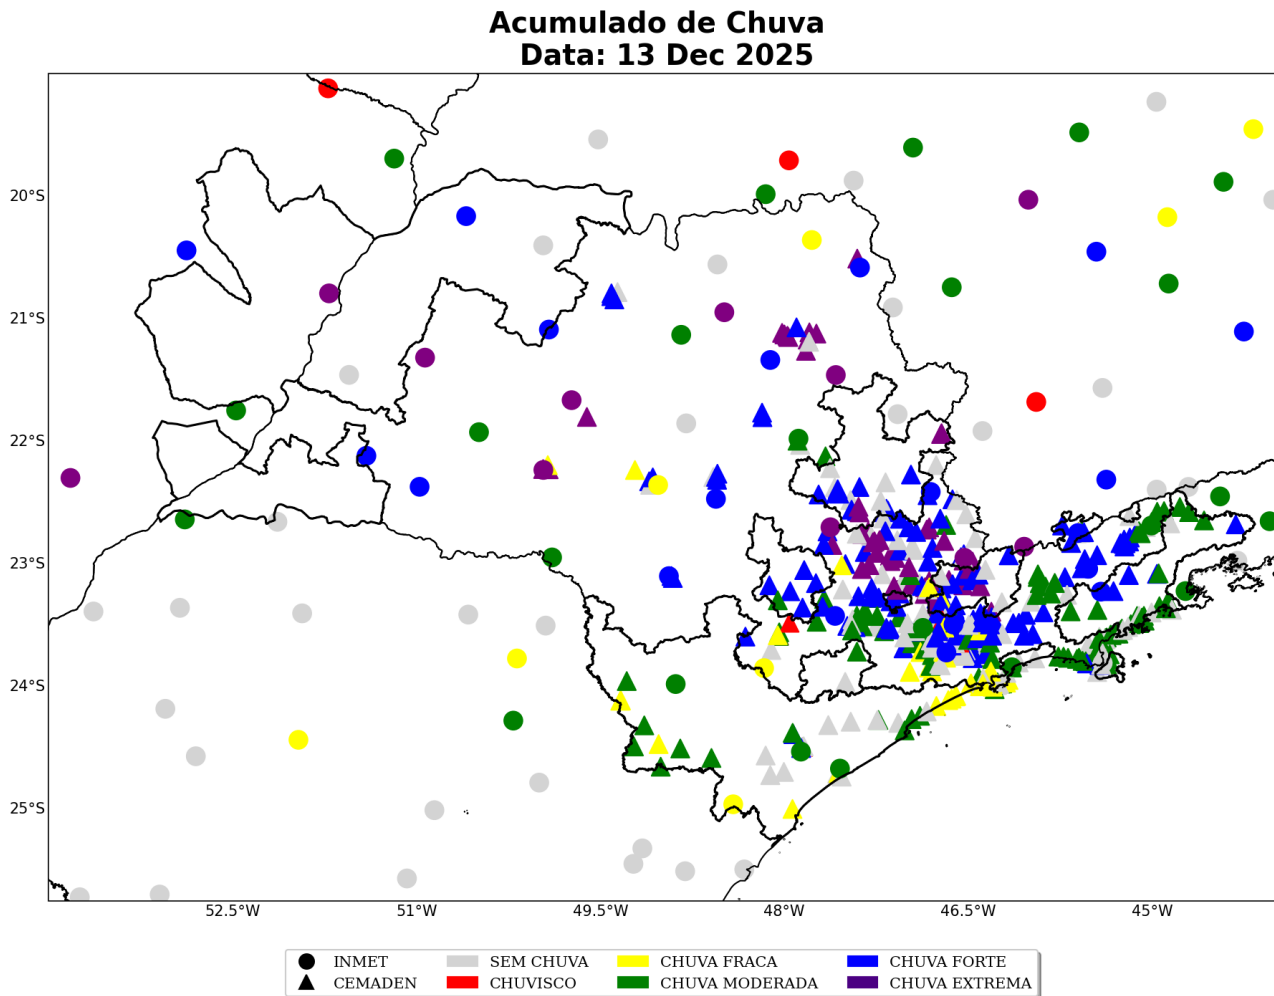 Acumulado de Chuva
Data: 13 Dec 2025
20°S
21°S
22°S
23°S
24°S
25°S
52.5°W 51°W 49.5°W 48°W 46.5°W 45°W
INMET SEM CHUVA CHUVA FRACA CHUVA FORTE
CEMADEN CHUVISCO CHUVA MODERADA CHUVA EXTREMA